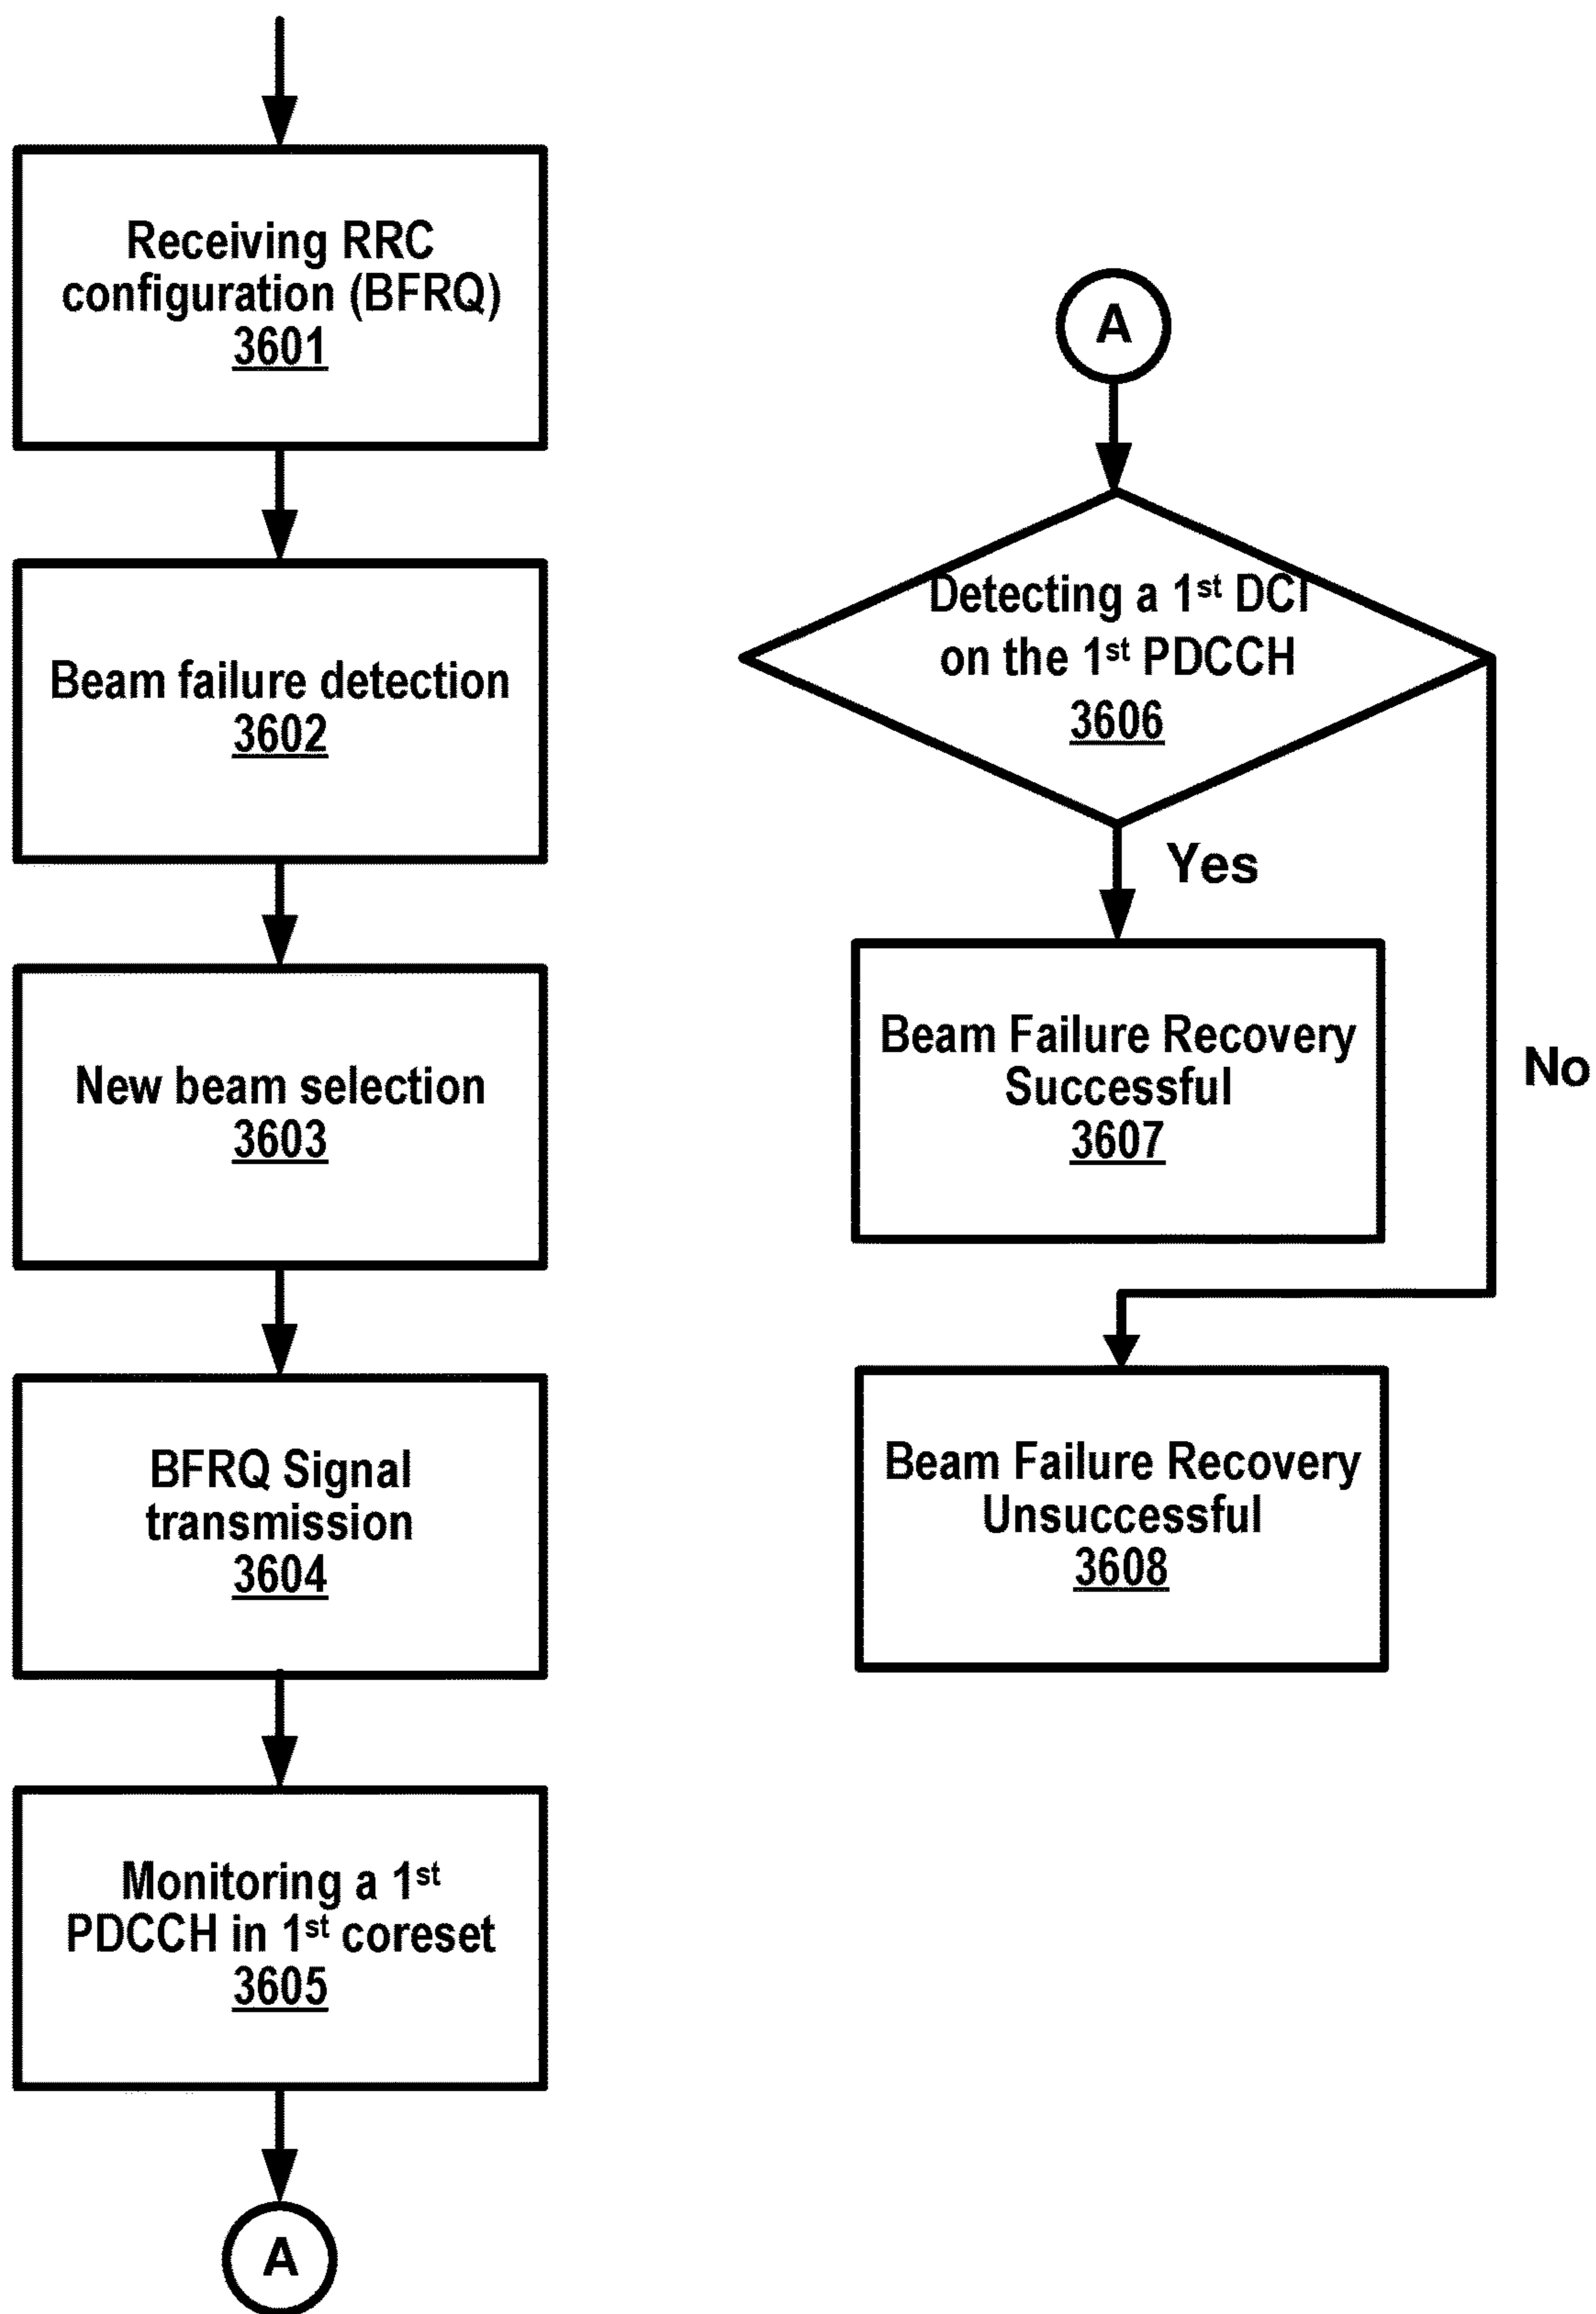 Receiving RRC
configuration (BFRQ)
3601
Beam failure detection
3602
New beam selection
3603
BFRQ Signal
transmission
3604
Monitoring a 1st
PDCCH in 1st coreset
3605
A
A
Detecting a 1st DCI
on the 1st PDCCH
3606
Yes
No
Beam Failure Recovery
Successful
3607
Beam Failure Recovery
Unsuccessful
3608